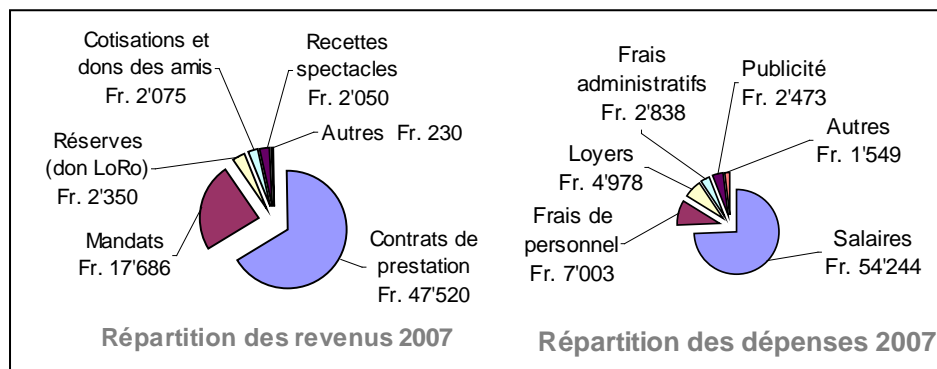 Cotisations et
dons des amis
Fr. 2'075
Recettes
spectacles
Fr. 2'050
Autres Fr. 230
Réserves
(don LoRo)
Fr. 2'350
Mandats
Fr. 17'686
Contrats de
prestation
Fr. 47'520
Répartition des revenus 2007
Frais
administratifs
Fr. 2'838
Publicité
Fr. 2'473
Autres
Fr. 1'549
Loyers
Fr. 4'978
Frais de
personnel
Fr. 7'003
Salaires
Fr. 54'244
Répartition des dépenses 2007